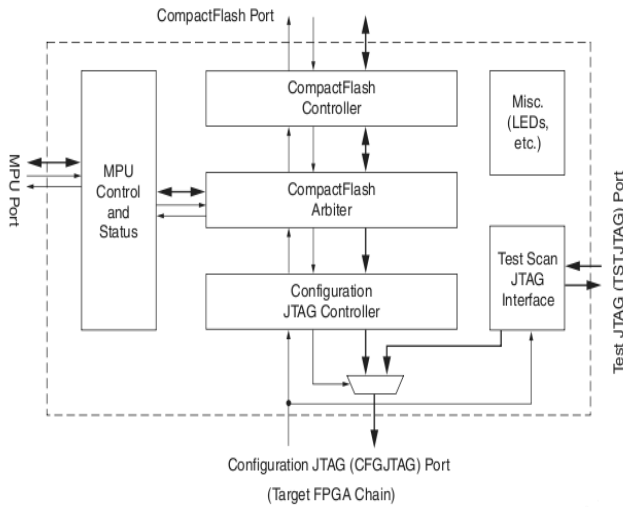 CompactFlash Port
CompactFlash
Controller
Misc.
(LEDs,
etc.)
MPU Port
MPU
Control
and
Status
CompactFlash
Arbiter
Test Scan
JTAG
Interface
Test JTAG (TSTJTAG) Port
Configuration
JTAG Controller
Configuration JTAG (CFGJTAG) Port
(Target FPGA Chain)